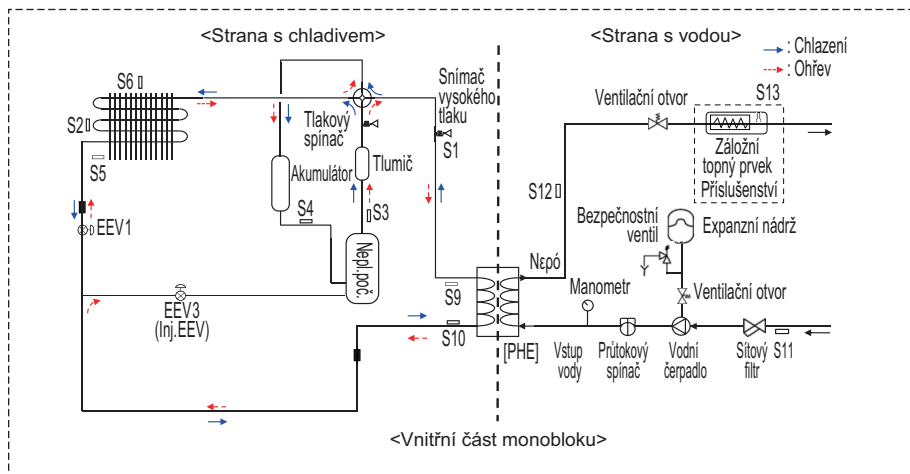 <Strana s chladivem>
<Strana s vodou>
: Chlazení
: Ohřev
S6
S2
S5
EEV1
Tlakový
spínač
Snímač
vysokého
tlaku
S1
Akumulátor
Tlumič
S4
S3
Nepl.poč.
EEV3
(Inj.EEV)
S9
S10
[PHE]
Νερό
S12
Ventilační otvor
S13
Záložní
topný prvek
Příslušenství
Bezpečnostní
ventil
Expanzní nádrž
Ventilační otvor
Manometr
Vstup
vody
Průtokový
spínač
Vodní
čerpadlo
Sítový
filtr
S11
<Vnitřní část monobloku>